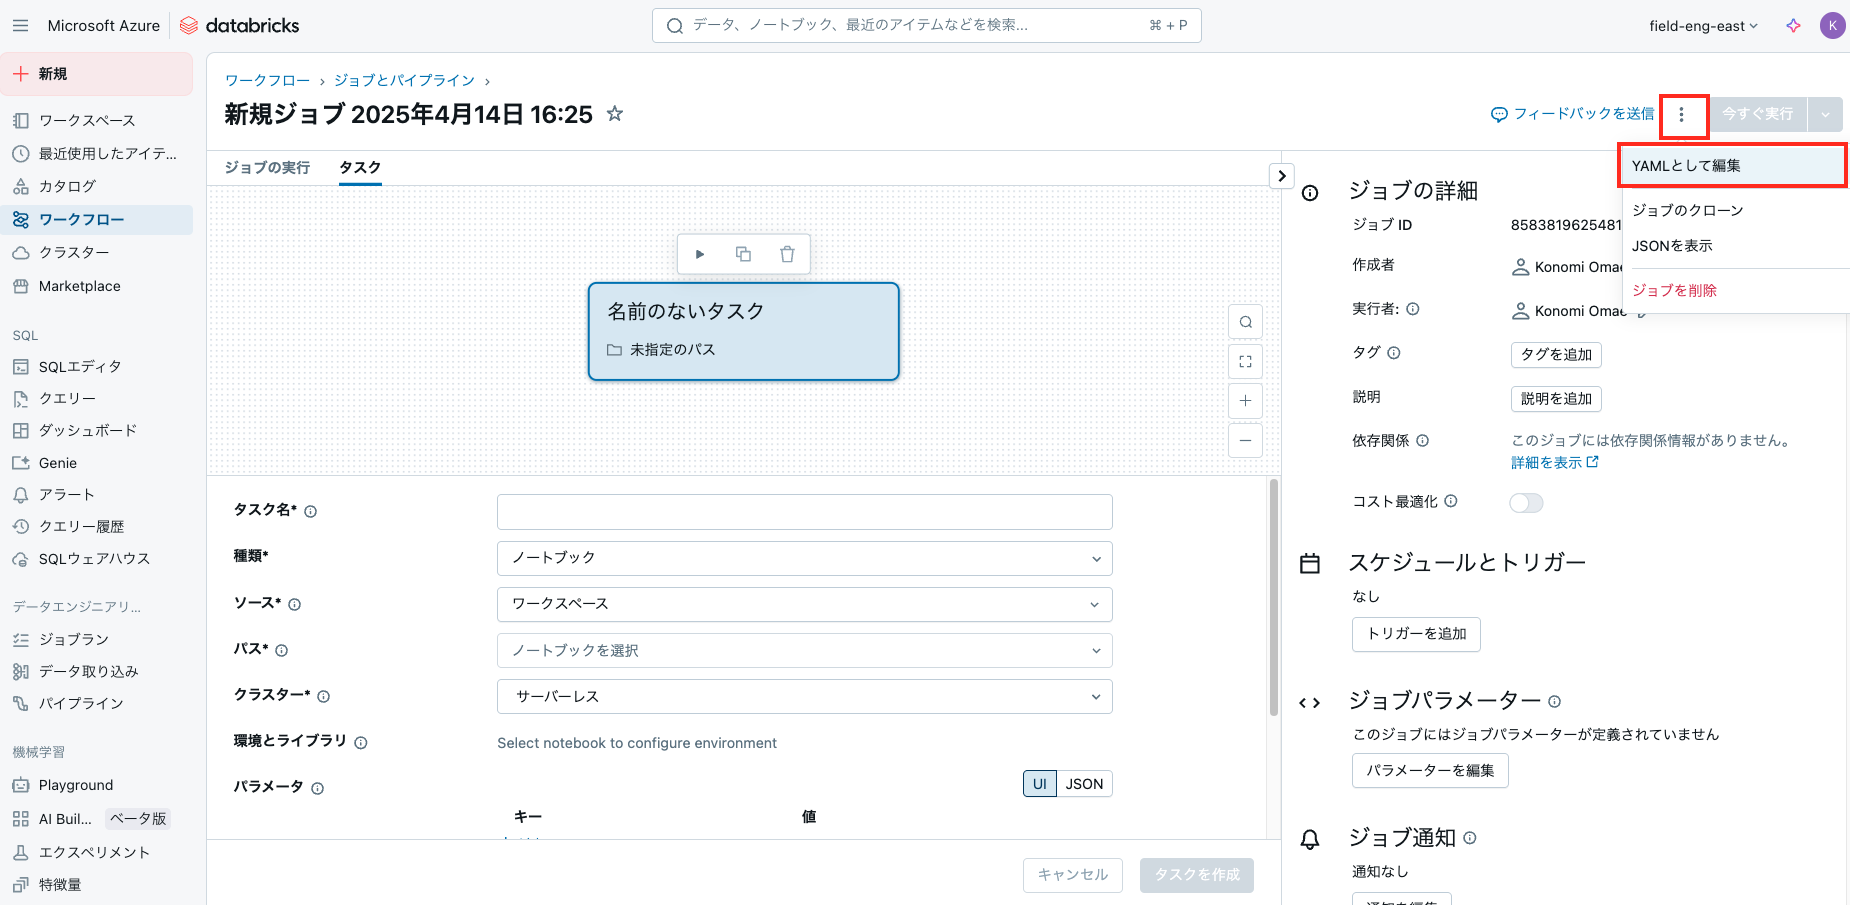 Microsoft Azure databricks
データ、ノートブック、最近のアイテムなどを検索...
⌘ + P
field-eng-east
K
新規
ワークスペース
最近使用したアイテ...
カタログ
ワークフロー
クラスター
Marketplace
SQL
SQLエディタ
クエリー
ダッシュボード
Genie
アラート
クエリー履歴
SQLウェアハウス
データエンジニアリ...
ジョブラン
データ取り込み
パイプライン
機械学習
Playground
AI Buil... ベータ版
エクスペリメント
特徴量
ワークフロー › ジョブとパイプライン ›
新規ジョブ 2025年4月14日 16:25
フィードバックを送信
今すぐ実行
YAMLとして編集
ジョブのクローン
JSONを表示
ジョブを削除
ジョブの実行 タスク
名前のないタスク
未指定のパス
タスク名*
種類* ノートブック
ソース* ワークスペース
パス* ノートブックを選択
クラスター* サーバーレス
環境とライブラリ Select notebook to configure environment
パラメータ UI JSON
キー 値
キャンセル タスクを作成
ジョブの詳細
ジョブ ID 8583819625481
作成者 Konomi Omae
実行者: Konomi Omae
タグ タグを追加
説明 説明を追加
依存関係 このジョブには依存関係情報がありません。
詳細を表示
コスト最適化
スケジュールとトリガー
なし
トリガーを追加
ジョブパラメーター
このジョブにはジョブパラメーターが定義されていません
パラメーターを編集
ジョブ通知
通知なし
通知を編集